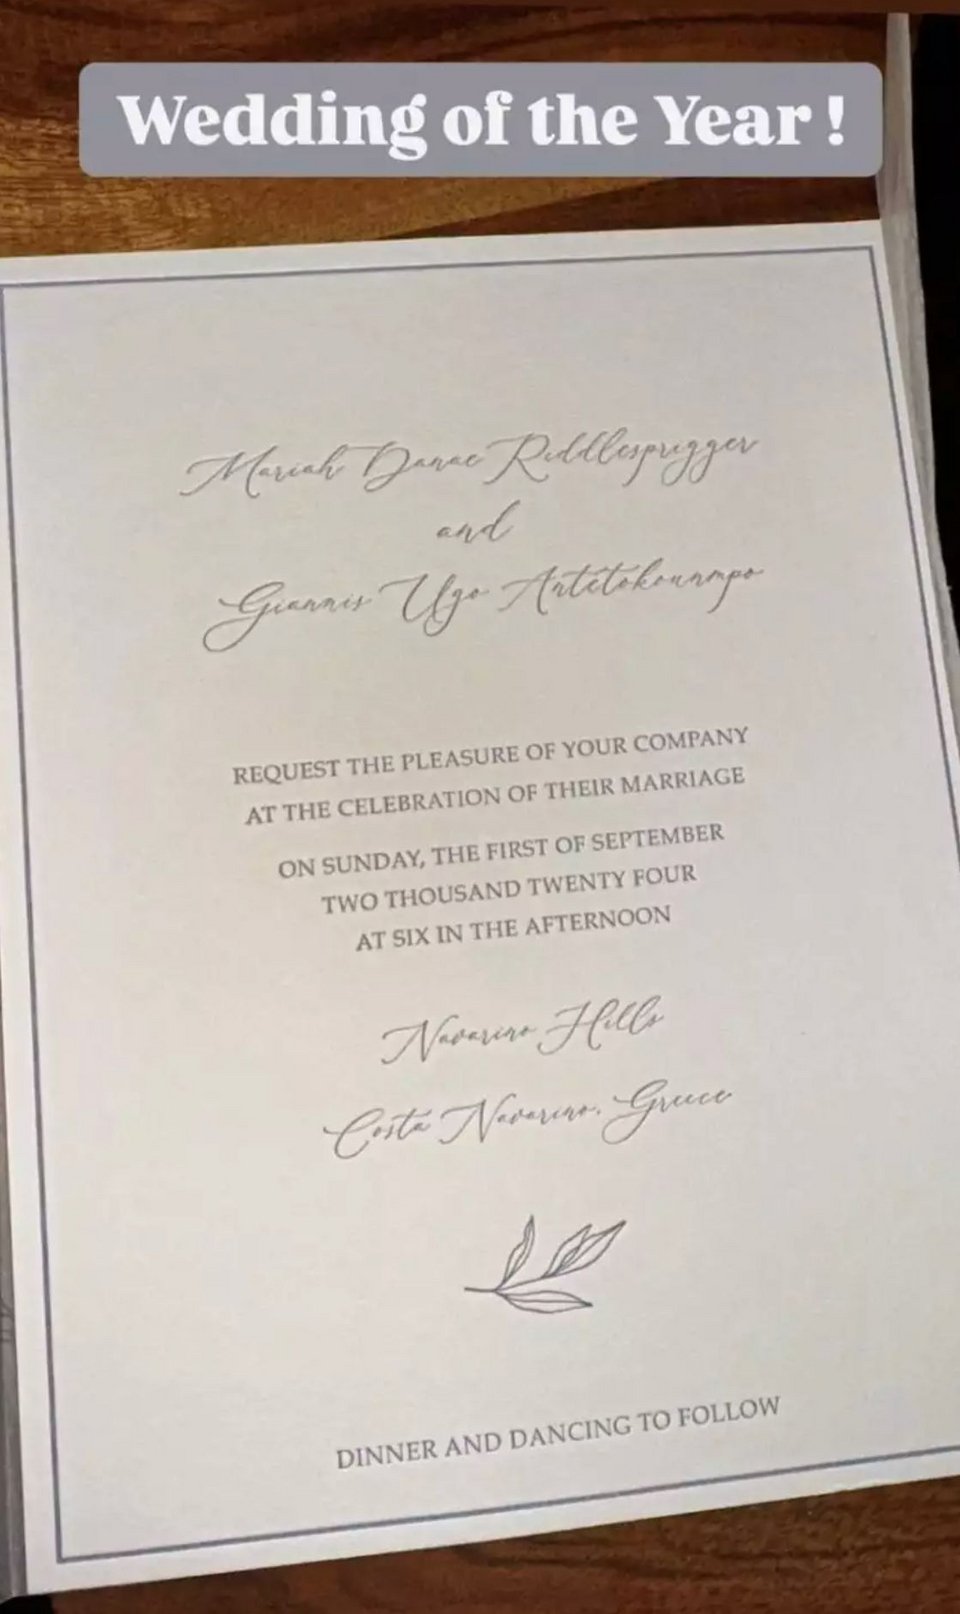 Wedding of the Year !
Mariah Danae Riddlesprigger
and
Giannis Ugo Antetokounmpo
REQUEST THE PLEASURE OF YOUR COMPANY
AT THE CELEBRATION OF THEIR MARRIAGE
ON SUNDAY, THE FIRST OF SEPTEMBER
TWO THOUSAND TWENTY FOUR
AT SIX IN THE AFTERNOON
Navarino Hills
Costa Navarino, Greece
DINNER AND DANCING TO FOLLOW